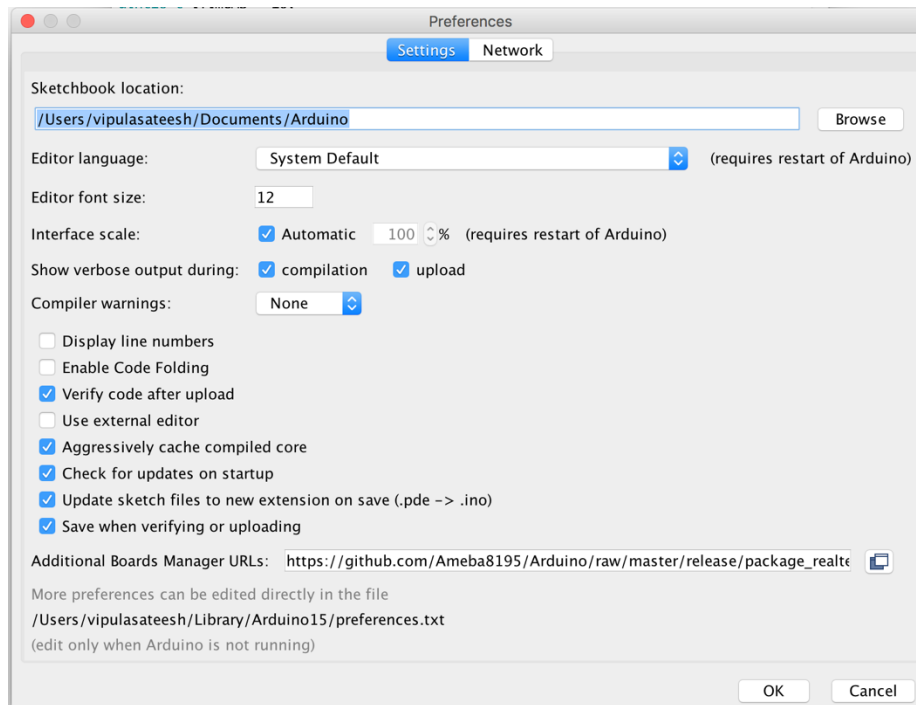 Preferences
Settings Network
Sketchbook location:
/Users/vipulasateesh/Documents/Arduino Browse
Editor language: System Default (requires restart of Arduino)
Editor font size: 12
Interface scale: Automatic 100 % (requires restart of Arduino)
Show verbose output during: compilation upload
Compiler warnings: None
Display line numbers
Enable Code Folding
Verify code after upload
Use external editor
Aggressively cache compiled core
Check for updates on startup
Update sketch files to new extension on save (.pde -> .ino)
Save when verifying or uploading
Additional Boards Manager URLs: https://github.com/Ameba8195/Arduino/raw/master/release/package_realte
More preferences can be edited directly in the file
/Users/vipulasateesh/Library/Arduino15/preferences.txt
(edit only when Arduino is not running)
OK Cancel